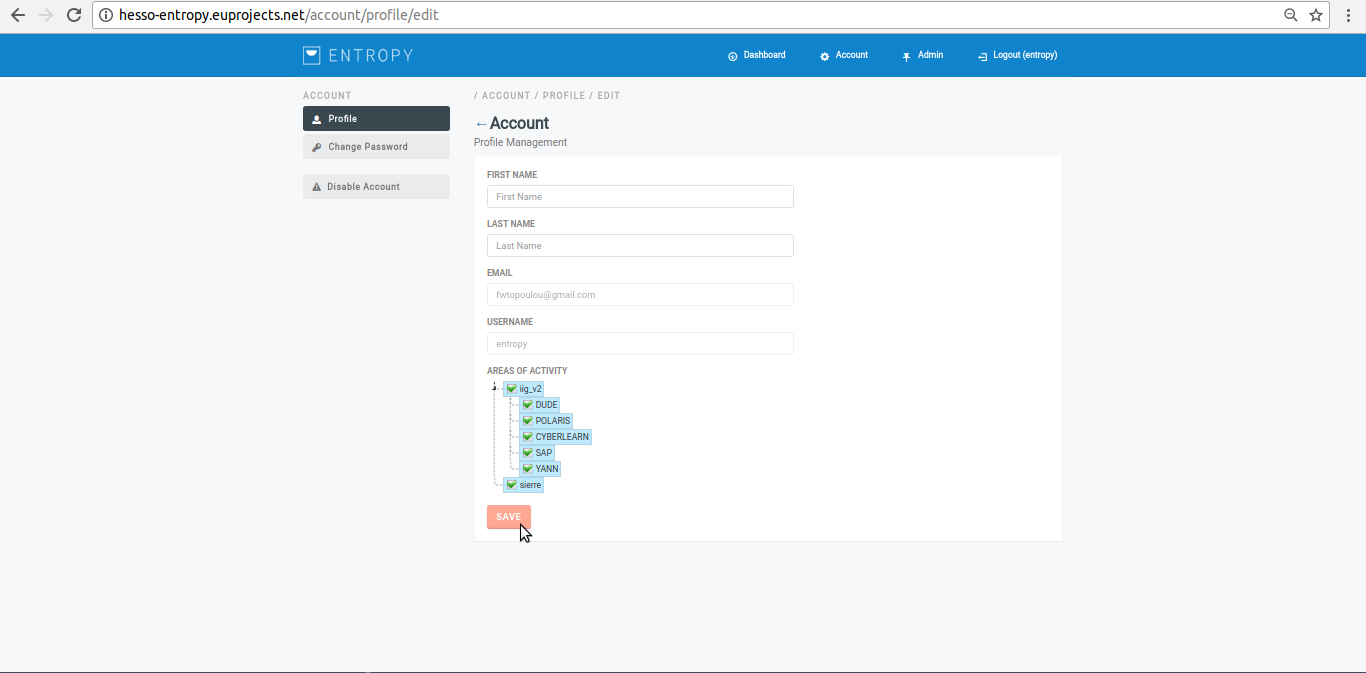 hesso-entropy.euprojects.net/account/profile/edit
ENTROPY
Dashboard
Account
Admin
Logout (entropy)
ACCOUNT
Profile
Change Password
Disable Account
/ ACCOUNT / PROFILE / EDIT
←Account
Profile Management
FIRST NAME
First Name
LAST NAME
Last Name
EMAIL
fwtopoulou@gmail.com
USERNAME
entropy
AREAS OF ACTIVITY
iig_v2
DUDE
POLARIS
CYBERLEARN
SAP
YANN
sierre
SAVE